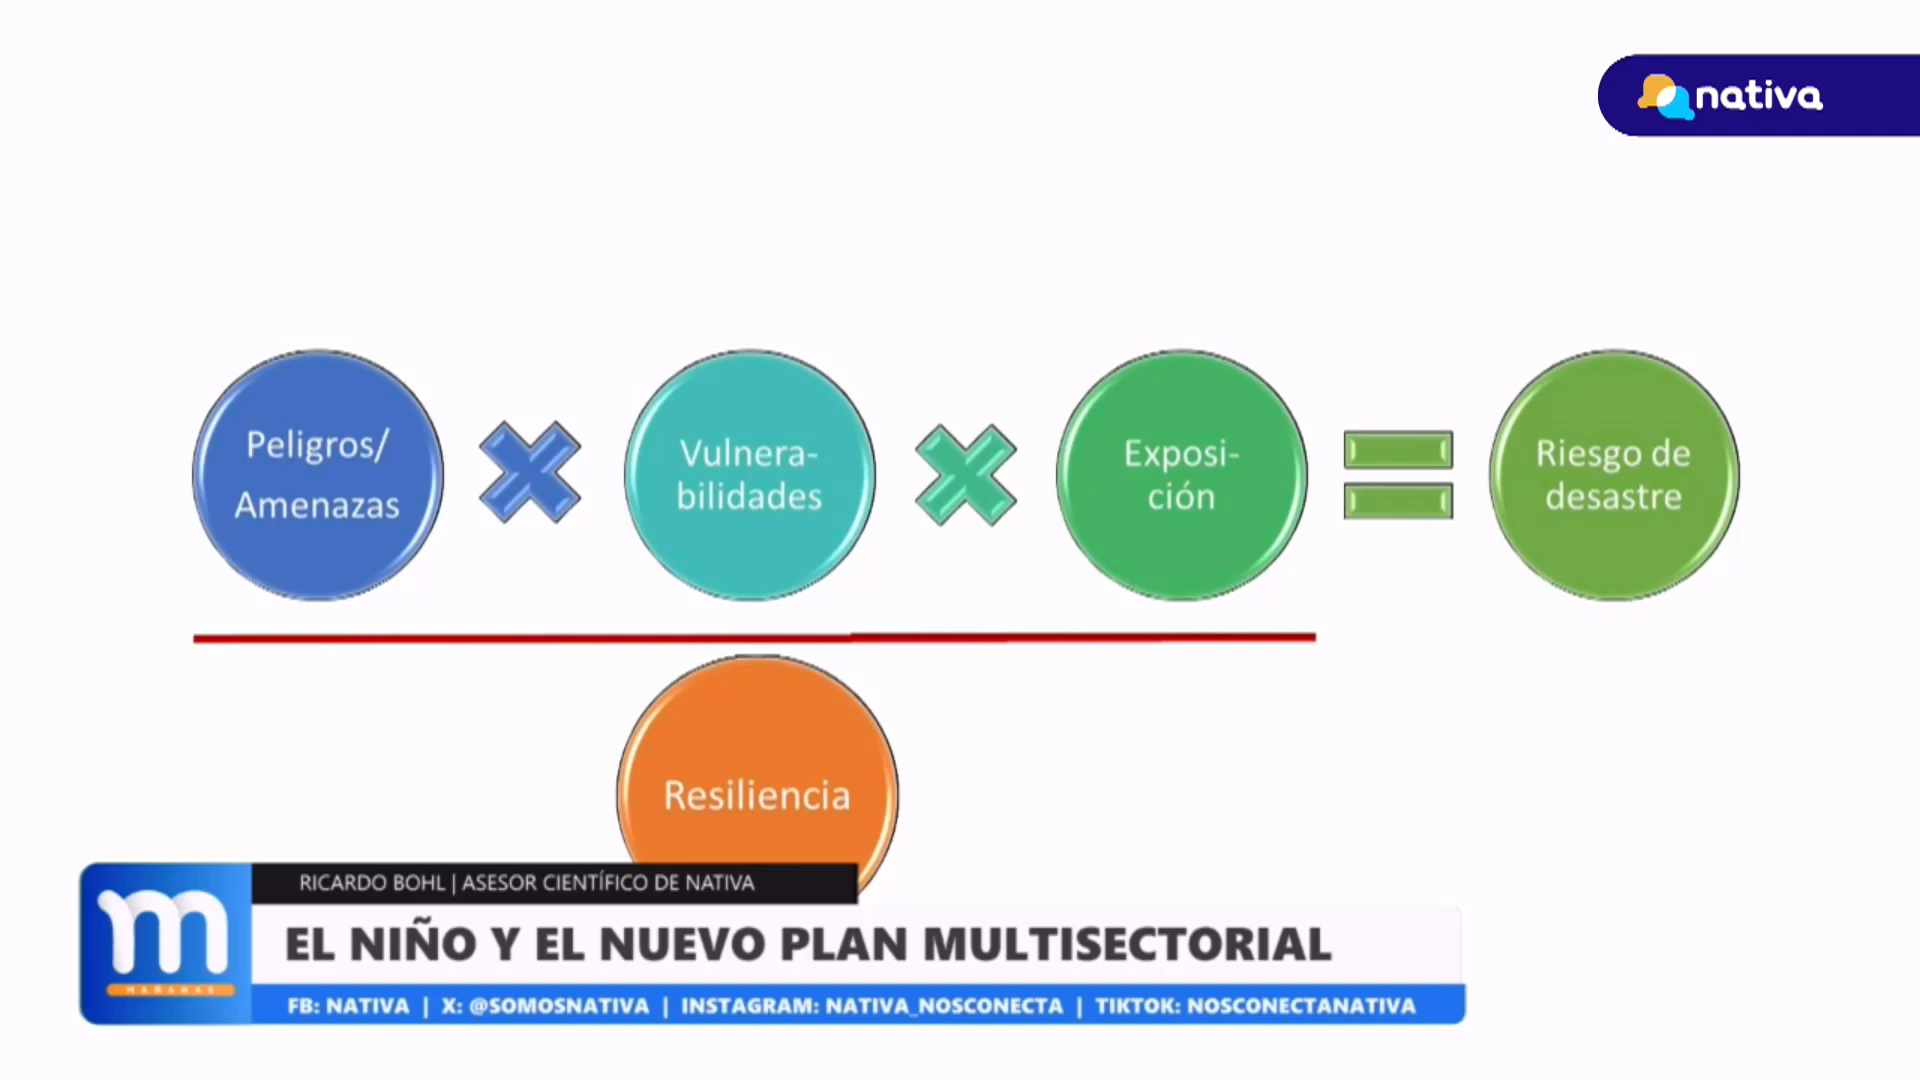 nativa
Peligros/
Amenazas
Vulnera-
bilidades
Exposi-
ción
Riesgo de
desastre
Resiliencia
RICARDO BOHL | ASESOR CIENTÍFICO DE NATIVA
m
MAÑANAS
EL NIÑO Y EL NUEVO PLAN MULTISECTORIAL
FB: NATIVA | X: @SOMOSNATIVA | INSTAGRAM: NATIVA_NOSCONECTA | TIKTOK: NOSCONECTANATIVA